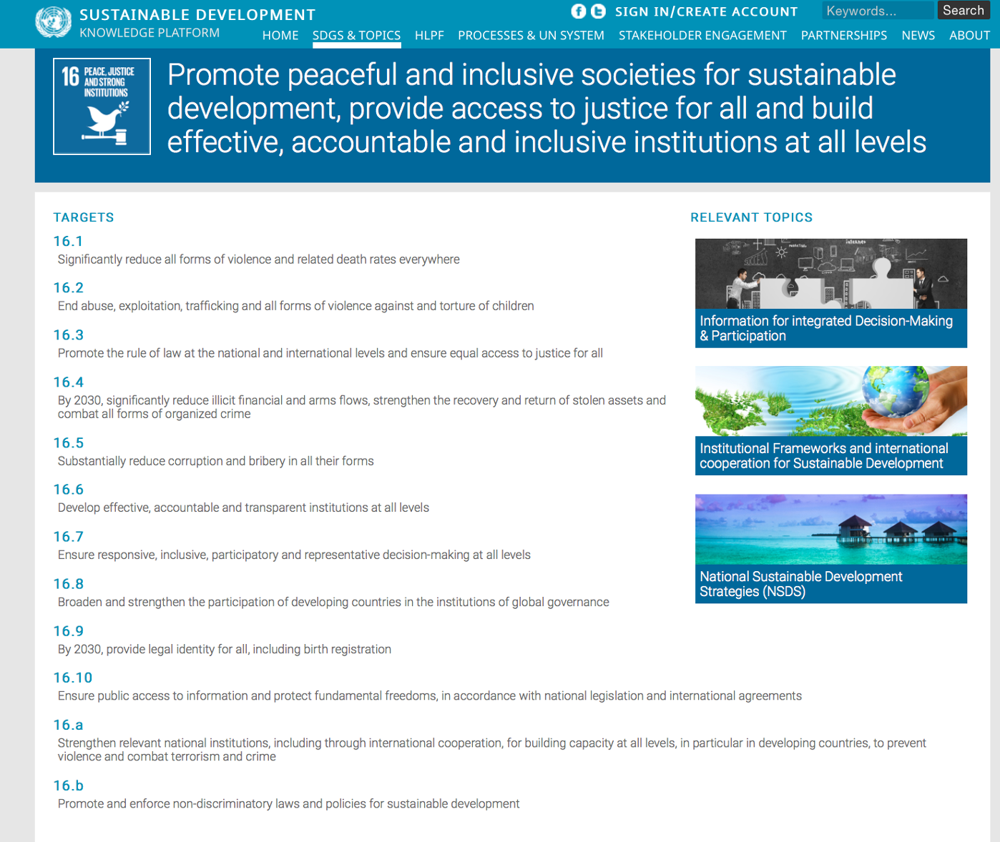 SUSTAINABLE DEVELOPMENT
KNOWLEDGE PLATFORM
SIGN IN/CREATE ACCOUNT
Keywords...
Search
HOME
SDGS & TOPICS
HLPF
PROCESSES & UN SYSTEM
STAKEHOLDER ENGAGEMENT
PARTNERSHIPS
NEWS
ABOUT
16 PEACE, JUSTICE
AND STRONG
INSTITUTIONS
Promote peaceful and inclusive societies for sustainable
development, provide access to justice for all and build
effective, accountable and inclusive institutions at all levels
TARGETS
16.1
Significantly reduce all forms of violence and related death rates everywhere
16.2
End abuse, exploitation, trafficking and all forms of violence against and torture of children
16.3
Promote the rule of law at the national and international levels and ensure equal access to justice for all
16.4
By 2030, significantly reduce illicit financial and arms flows, strengthen the recovery and return of stolen assets and
combat all forms of organized crime
16.5
Substantially reduce corruption and bribery in all their forms
16.6
Develop effective, accountable and transparent institutions at all levels
16.7
Ensure responsive, inclusive, participatory and representative decision-making at all levels
16.8
Broaden and strengthen the participation of developing countries in the institutions of global governance
16.9
By 2030, provide legal identity for all, including birth registration
16.10
Ensure public access to information and protect fundamental freedoms, in accordance with national legislation and international agreements
16.a
Strengthen relevant national institutions, including through international cooperation, for building capacity at all levels, in particular in developing countries, to prevent
violence and combat terrorism and crime
16.b
Promote and enforce non-discriminatory laws and policies for sustainable development
RELEVANT TOPICS
internet
SUCCESS
Information for integrated Decision-Making
& Participation
Institutional Frameworks and international
cooperation for Sustainable Development
National Sustainable Development
Strategies (NSDS)